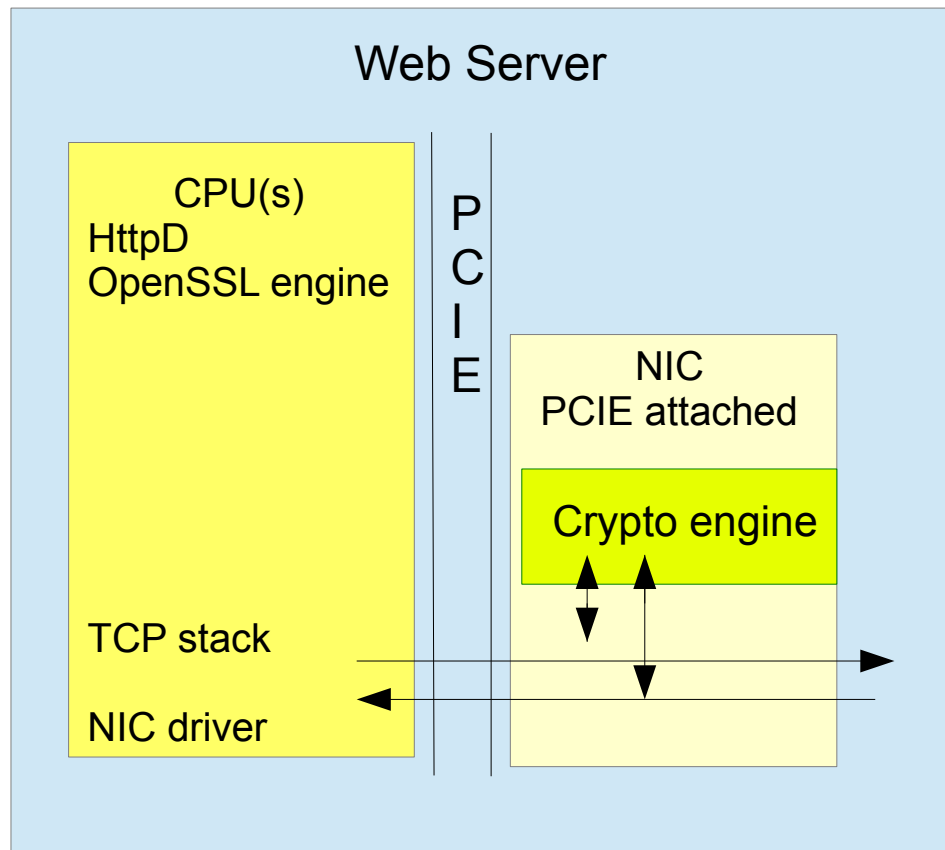 Web Server
CPU(s)
HttpD
OpenSSL engine
TCP stack
NIC driver
P
C
I
E
NIC
PCIE attached
Crypto engine